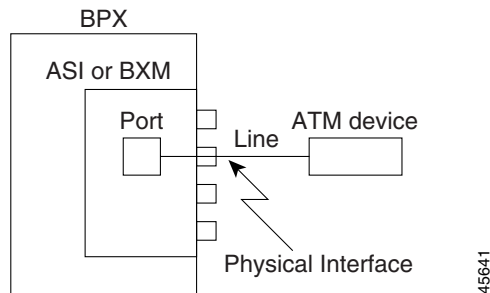 BPX
ASI or BXM
Port
Line
ATM device
Physical Interface
45641